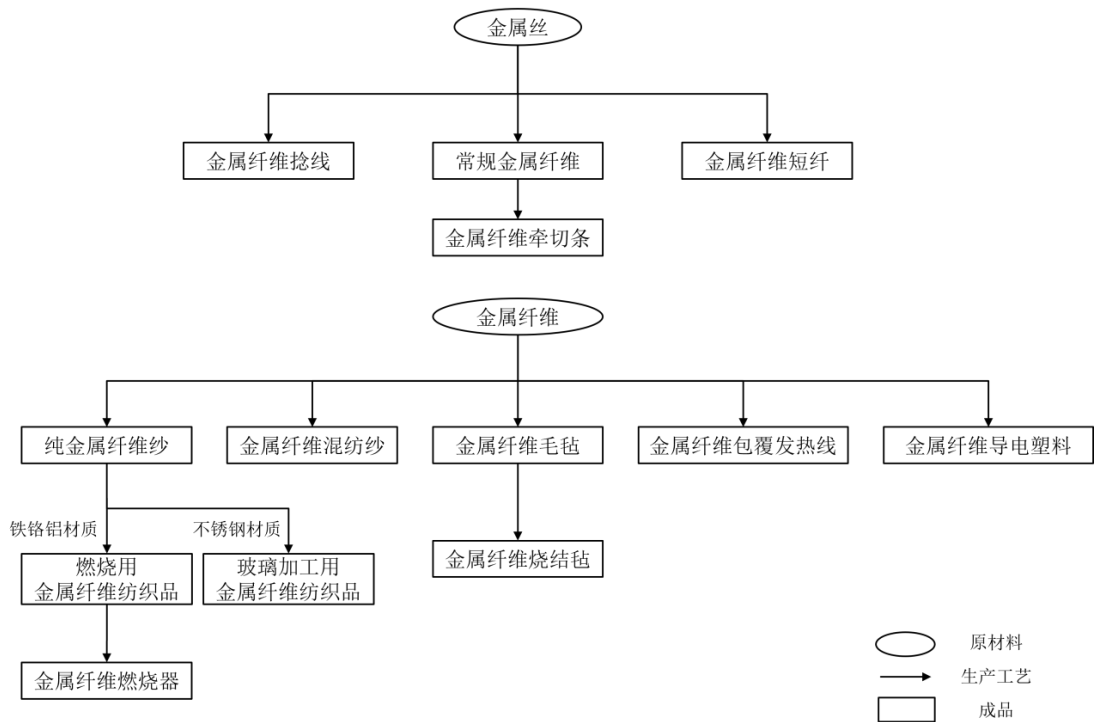 金属丝
金属纤维捻线
常规金属纤维
金属纤维短纤
金属纤维牵切条
金属纤维
纯金属纤维纱
金属纤维混纺纱
金属纤维毛毡
金属纤维包覆发热线
金属纤维导电塑料
铁铬铝材质
不锈钢材质
燃烧用
金属纤维纺织品
玻璃加工用
金属纤维纺织品
金属纤维烧结毡
金属纤维燃烧器
原材料
生产工艺
成品